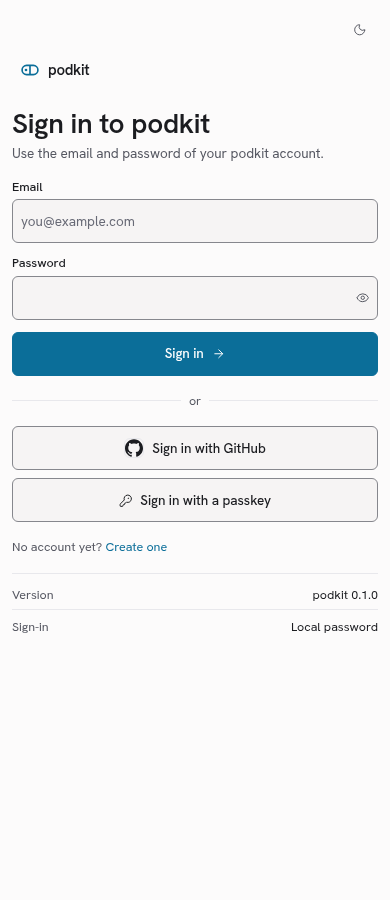 podkit
Sign in to podkit
Use the email and password of your podkit account.
Email
you@example.com
Password
Sign in
or
Sign in with GitHub
Sign in with a passkey
No account yet? Create one
Version podkit 0.1.0
Sign-in Local password